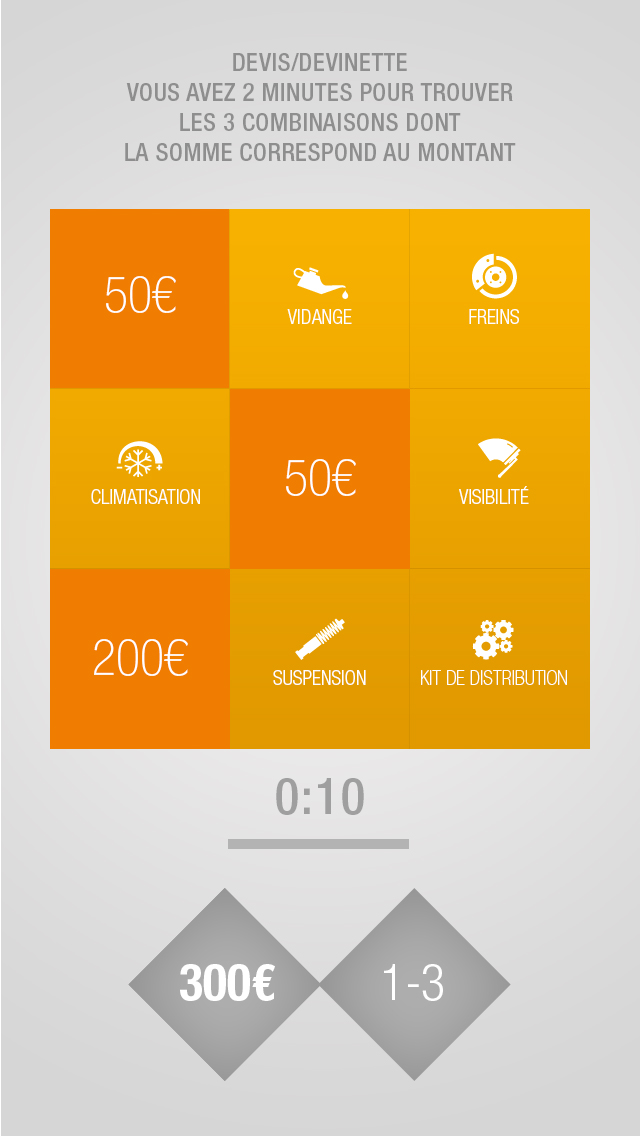 DEVIS/DEVINETTE
VOUS AVEZ 2 MINUTES POUR TROUVER
LES 3 COMBINAISONS DONT
LA SOMME CORRESPOND AU MONTANT
50€
VIDANGE
FREINS
CLIMATISATION
50€
VISIBILITÉ
200€
SUSPENSION
KIT DE DISTRIBUTION
0:10
300€
1-3